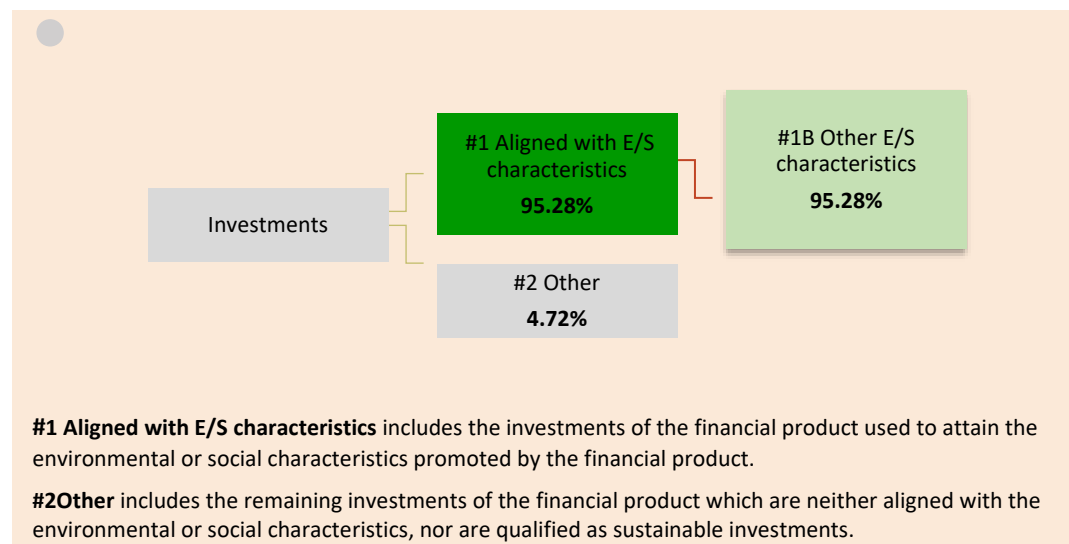 #1 Aligned with E/S
characteristics
95.28%
#1B Other E/S
characteristics
95.28%
Investments
#2 Other
4.72%
#1 Aligned with E/S characteristics includes the investments of the financial product used to attain the
environmental or social characteristics promoted by the financial product.
#2Other includes the remaining investments of the financial product which are neither aligned with the
environmental or social characteristics, nor are qualified as sustainable investments.